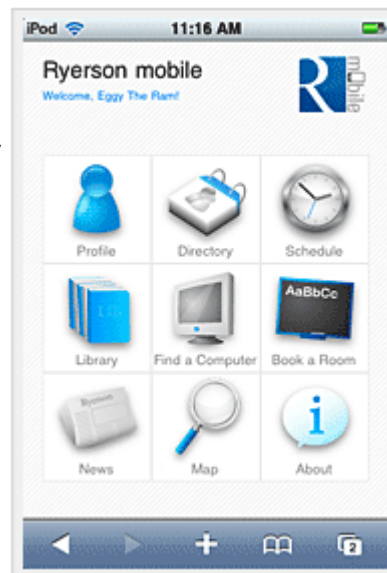 iPod 11:16 AM
Ryerson mobile
Welcome, Eggy The Ram!
R mobile
Profile Directory Schedule
AaBbCc
Library Find a Computer Book a Room
Ryerson
News Map About
2